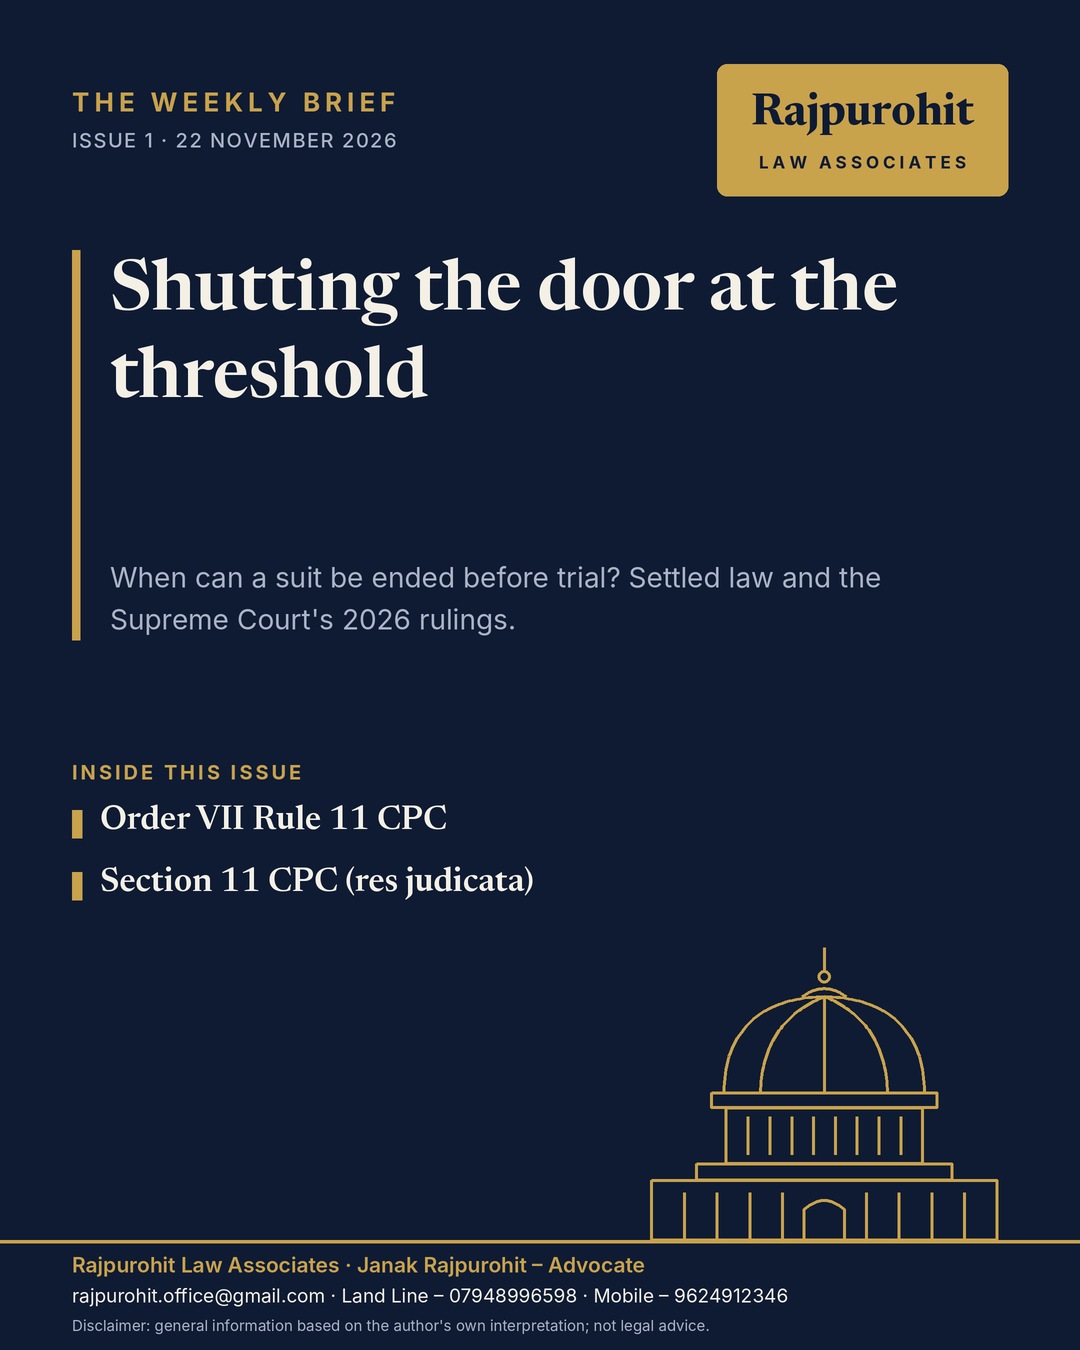 THE WEEKLY BRIEF
ISSUE 1 · 22 NOVEMBER 2026
Rajpurohit
LAW ASSOCIATES
Shutting the door at the
threshold
When can a suit be ended before trial? Settled law and the
Supreme Court's 2026 rulings.
INSIDE THIS ISSUE
Order VII Rule 11 CPC
Section 11 CPC (res judicata)
Rajpurohit Law Associates · Janak Rajpurohit – Advocate
rajpurohit.office@gmail.com · Land Line – 07948996598 · Mobile – 9624912346
Disclaimer: general information based on the author's own interpretation; not legal advice.